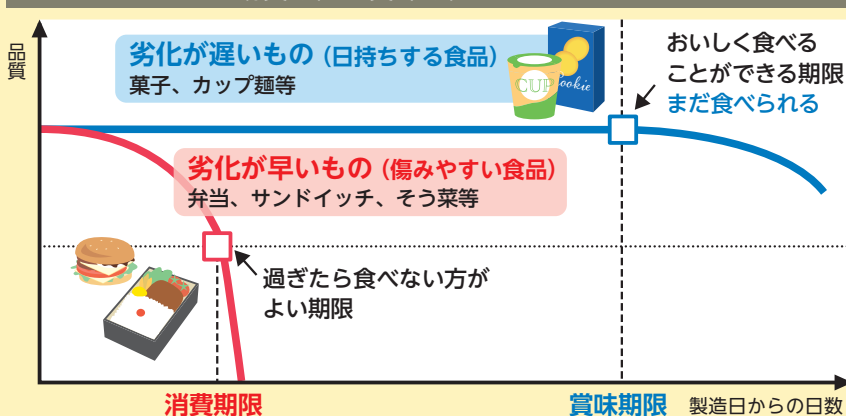 品質
劣化が遅いもの（日持ちする食品）
菓子、カップ麺等
CUP
Cookie
おいしく食べる
ことができる期限
まだ食べられる
劣化が早いもの（傷みやすい食品）
弁当、サンドイッチ、そう菜等
過ぎたら食べない方が
よい期限
消費期限
賞味期限
製造日からの日数